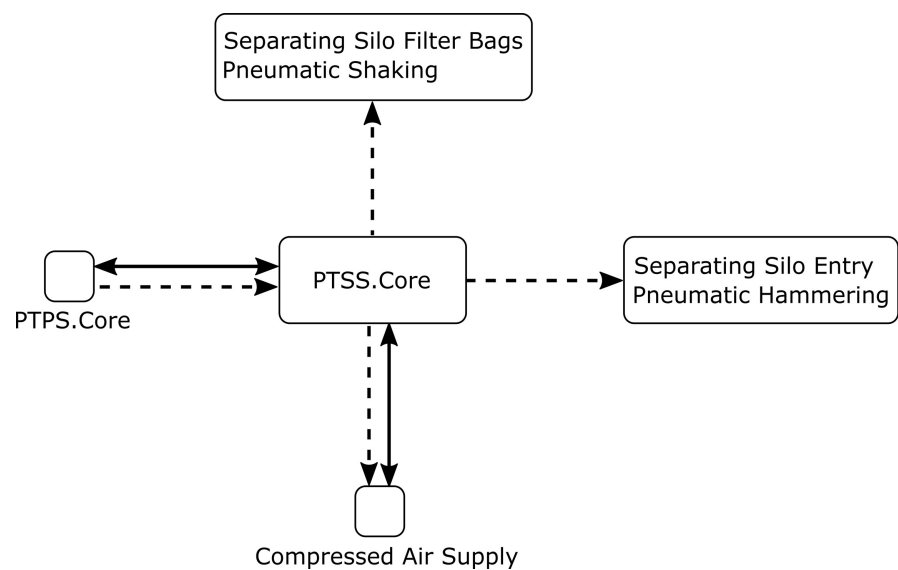 Separating Silo Filter Bags
Pneumatic Shaking
PTSS.Core
Separating Silo Entry
Pneumatic Hammering
PTPS.Core
Compressed Air Supply